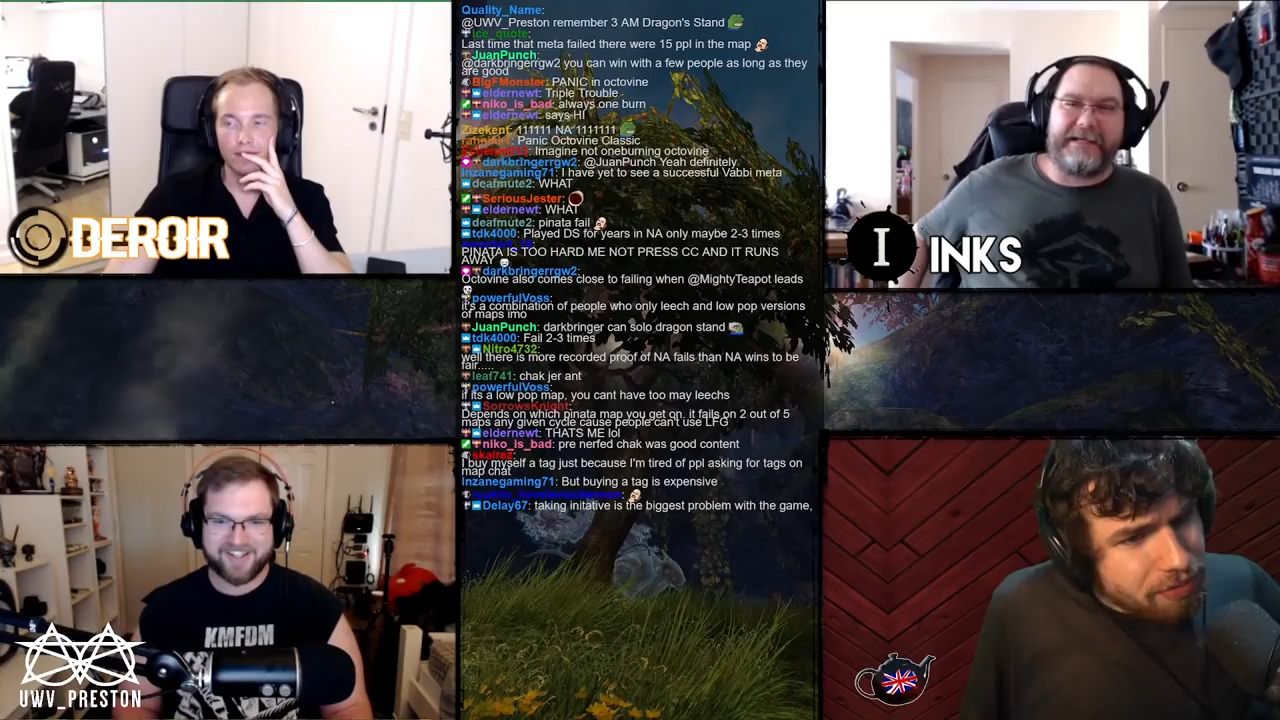 Quality_Name:
@UWV_Preston remember 3 AM Dragon's Stand
ice_quote:
Last time that meta failed there were 15 ppl in the map
JuanPunch:
@darkbringerrgw2 you can win with a few people as long as they
are good
BigFMonster: PANIC in octovine
eldernewt: Triple Trouble
niko_is_bad: always one burn
eldernewt: says HI
Zizekent: 111111 NA 1111111
Panic Octovine Classic
Imagine not oneburning octovine
darkbringerrgw2: @JuanPunch Yeah definitely
Inzanegaming71: I have yet to see a successful Vabbi meta
deafmute2: WHAT
SeriousJester:
eldernewt: WHAT
deafmute2: pinata fail
tdk4000: Played DS for years in NA only maybe 2-3 times
PINATA IS TOO HARD ME NOT PRESS CC AND IT RUNS
AWAY
darkbringerrgw2:
Octovine also comes close to failing when @MightyTeapot leads
powerfulVoss:
it's a combination of people who only leech and low pop versions
of maps imo
JuanPunch: darkbringer can solo dragon stand
tdk4000: Fail 2-3 times
Nitro4732:
well there is more recorded proof of NA fails than NA wins to be
fair.....
leaf741: chak jer ant
powerfulVoss:
if its a low pop map, you cant have too may leechs
SorrowsKnight:
Depends on which pinata map you get on. it fails on 2 out of 5
maps any given cycle cause people can't use LFG
eldernewt: THATS ME lol
niko_is_bad: pre nerfed chak was good content
skairez:
I buy myself a tag just because I'm tired of ppl asking for tags on
map chat
Inzanegaming71: But buying a tag is expensive
Delay67: taking initative is the biggest problem with the game,
DEROIR
I INKS
KMFDM
UWV_PRESTON